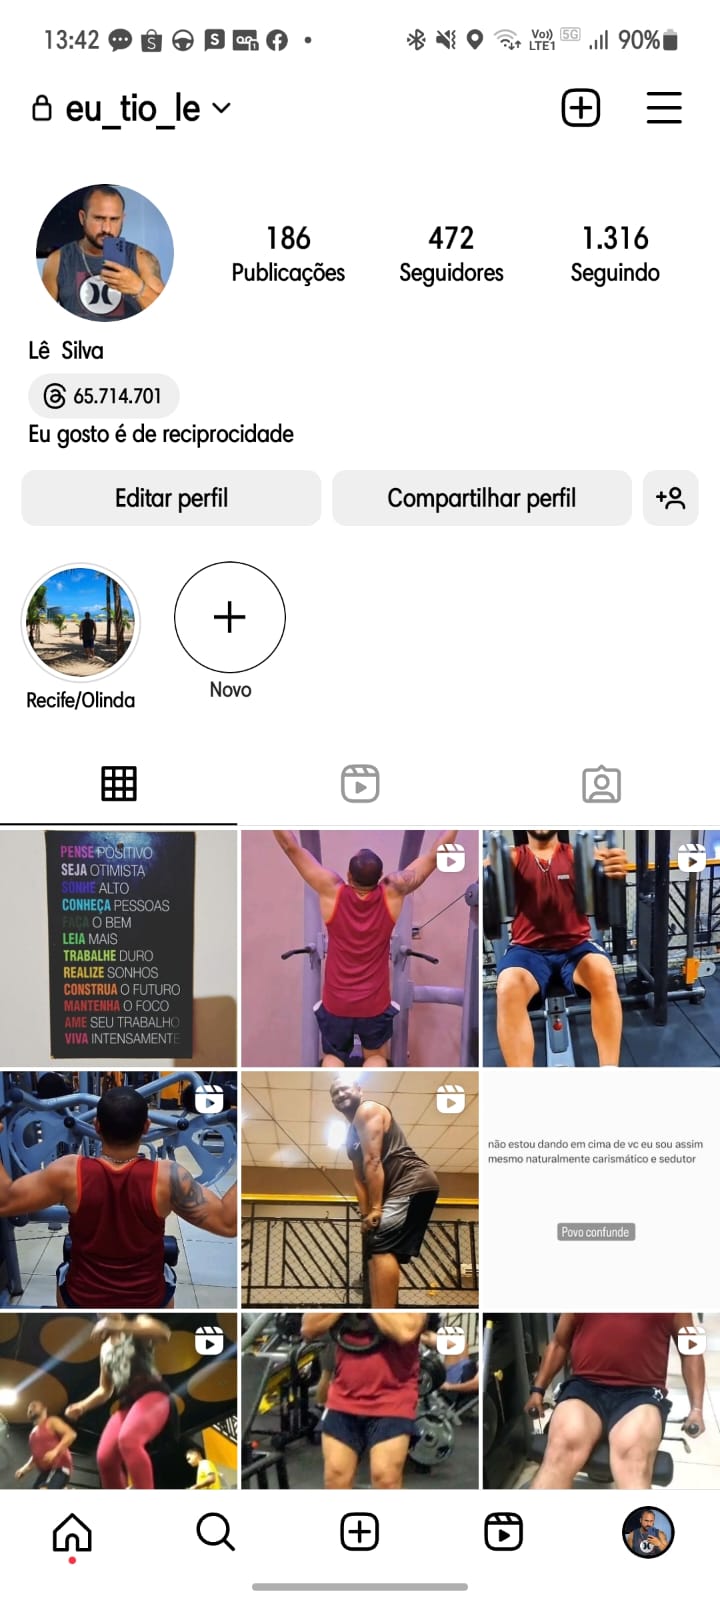 13:42
Vo)) LTE1 5G 90%
eu_tio_le
186 472 1.316
Publicações Seguidores Seguindo
Lê Silva
65.714.701
Eu gosto é de reciprocidade
Editar perfil Compartilhar perfil
Recife/Olinda Novo
PENSE POSITIVO
SEJA OTIMISTA
SONHE ALTO
CONHEÇA PESSOAS
FAÇA O BEM
LEIA MAIS
TRABALHE DURO
REALIZE SONHOS
CONSTRUA O FUTURO
MANTENHA O FOCO
AME SEU TRABALHO
VIVA INTENSAMENTE
não estou dando em cima de vc eu sou assim
mesmo naturalmente carismático e sedutor
Povo confunde